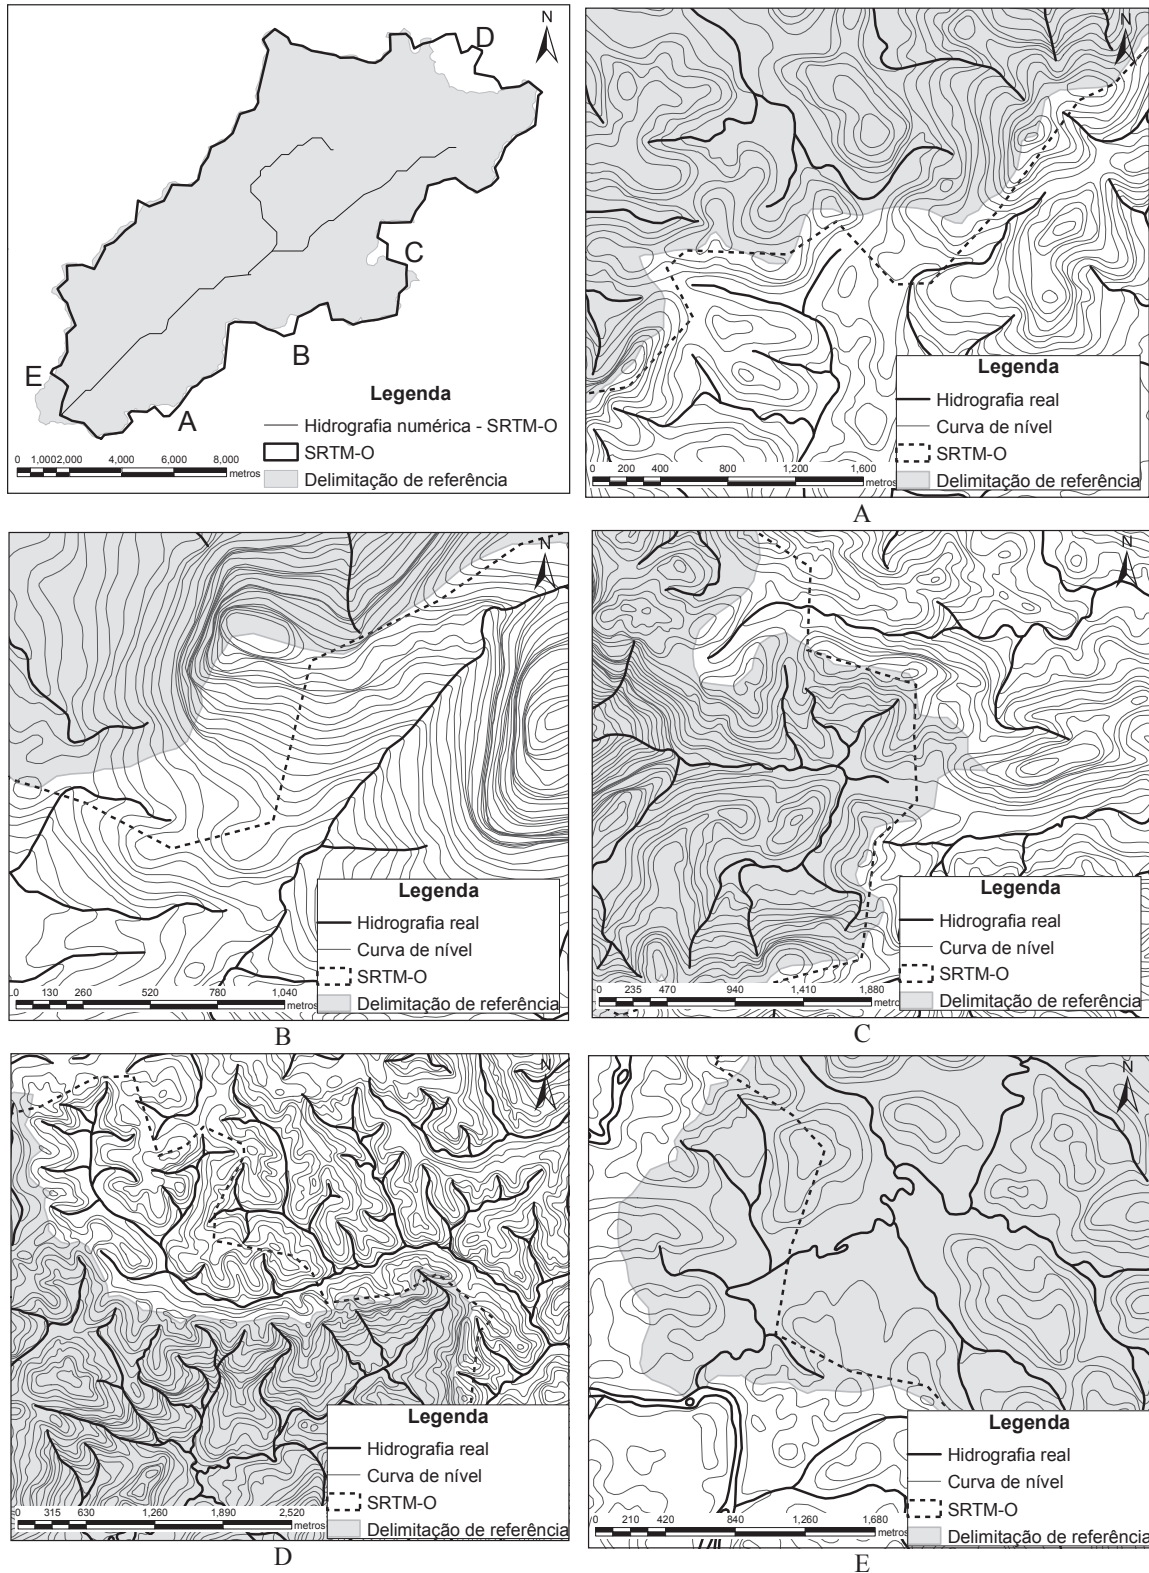 N
D
C
B
E
A
Legenda
Hidrografia numérica - SRTM-O
SRTM-O
Delimitação de referência
0 1,0002,000 4,000 6,000 8,000
metros
N
Legenda
Hidrografia real
Curva de nível
SRTM-O
Delimitação de referência
0 200 400 800 1,200 1,600
metros
A
N
Legenda
Hidrografia real
Curva de nível
SRTM-O
Delimitação de referência
0 130 260 520 780 1,040
metros
B
N
Legenda
Hidrografia real
Curva de nível
SRTM-O
Delimitação de referência
0 235 470 940 1,410 1,880
metro
C
N
Legenda
Hidrografia real
Curva de nível
SRTM-O
Delimitação de referência
0 315 630 1,260 1,890 2,520
metros
D
N
Legenda
Hidrografia real
Curva de nível
SRTM-O
Delimitação de referência
0 210 420 840 1,260 1,680
metros
E